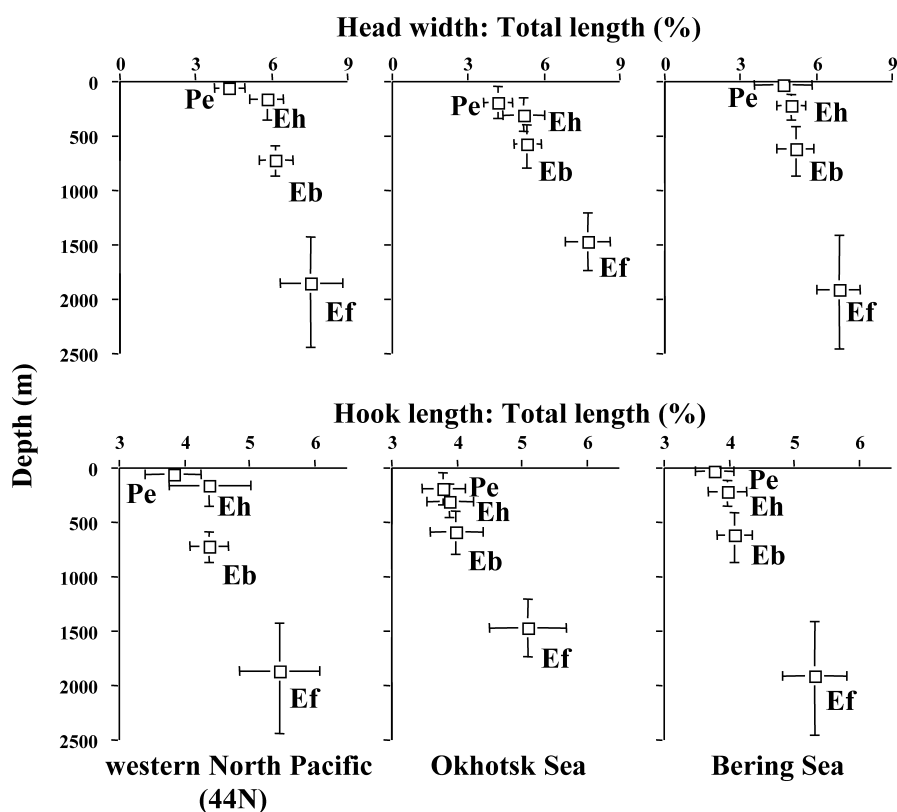 Head width: Total length (%)
0 3 6 9 0 3 6 9 0 3 6 9
0
500
1000
1500
2000
2500
Pe
Eh
Eb
Ef
Pe
Eh
Eb
Ef
Pe
Eh
Eb
Ef
Depth (m)
Hook length: Total length (%)
3 4 5 6 3 4 5 6 3 4 5 6
0
500
1000
1500
2000
2500
Pe
Eh
Eb
Ef
Pe
Eh
Eb
Ef
Pe
Eh
Eb
Ef
western North Pacific Okhotsk Sea Bering Sea
(44N)